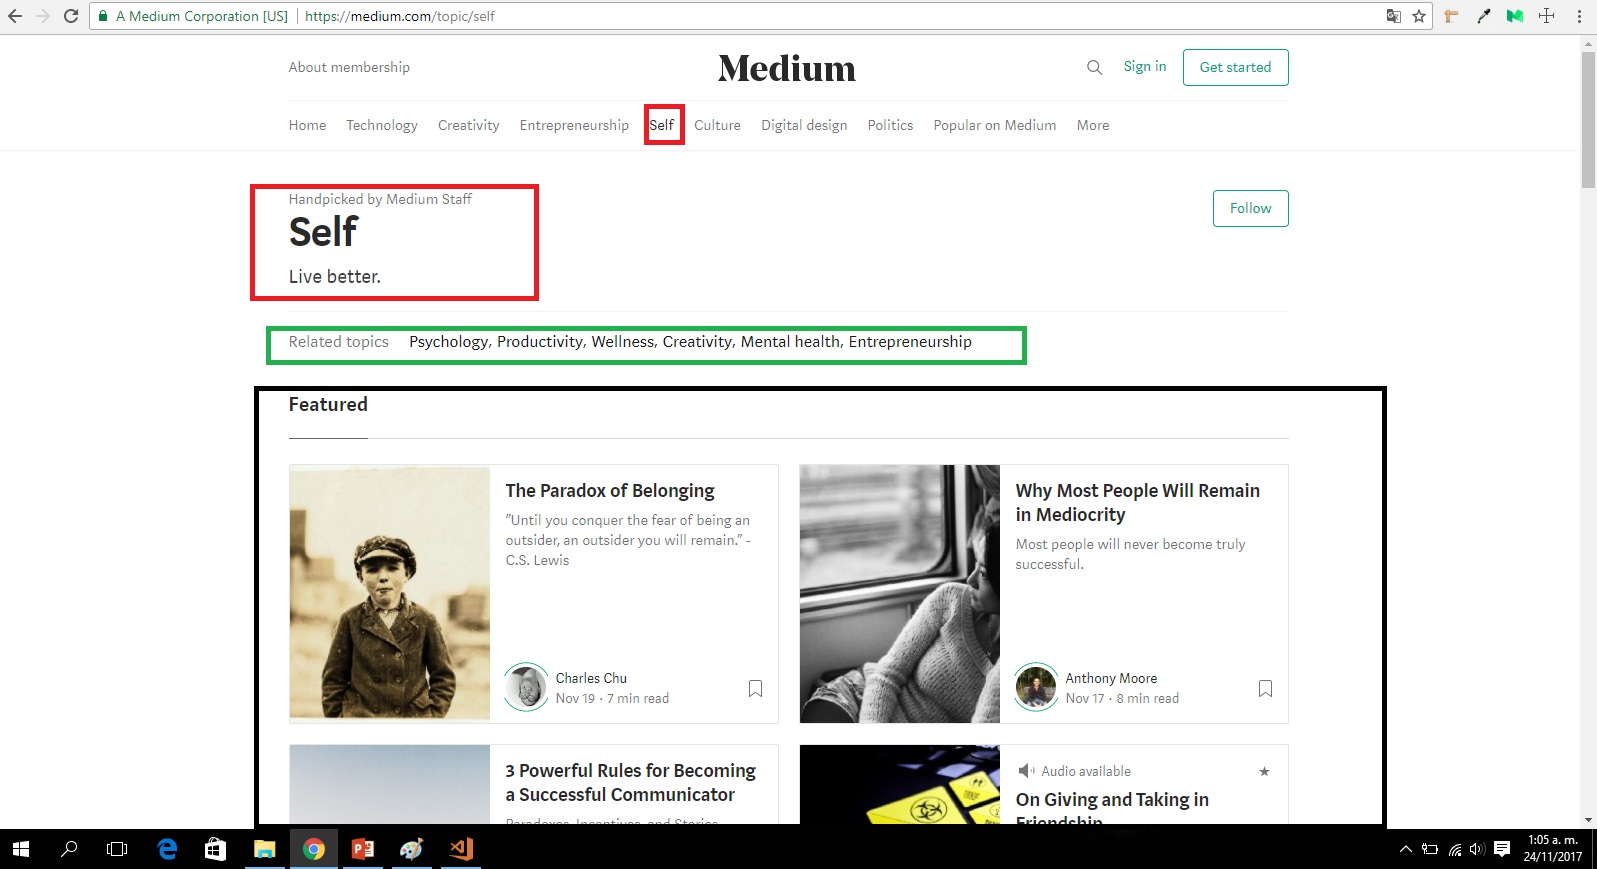 A Medium Corporation [US] https://medium.com/topic/self
About membership
Medium
Sign in
Get started
Home Technology Creativity Entrepreneurship Self Culture Digital design Politics Popular on Medium More
Handpicked by Medium Staff
Self
Live better.
Follow
Related topics Psychology, Productivity, Wellness, Creativity, Mental health, Entrepreneurship
Featured
The Paradox of Belonging
"Until you conquer the fear of being an
outsider, an outsider you will remain." -
C.S. Lewis
Charles Chu
Nov 19 · 7 min read
Why Most People Will Remain
in Mediocrity
Most people will never become truly
successful.
Anthony Moore
Nov 17 · 8 min read
3 Powerful Rules for Becoming
a Successful Communicator
Paradoxes, Incentives, and Stories
Audio available
On Giving and Taking in
Friendship
1:05 a. m.
24/11/2017